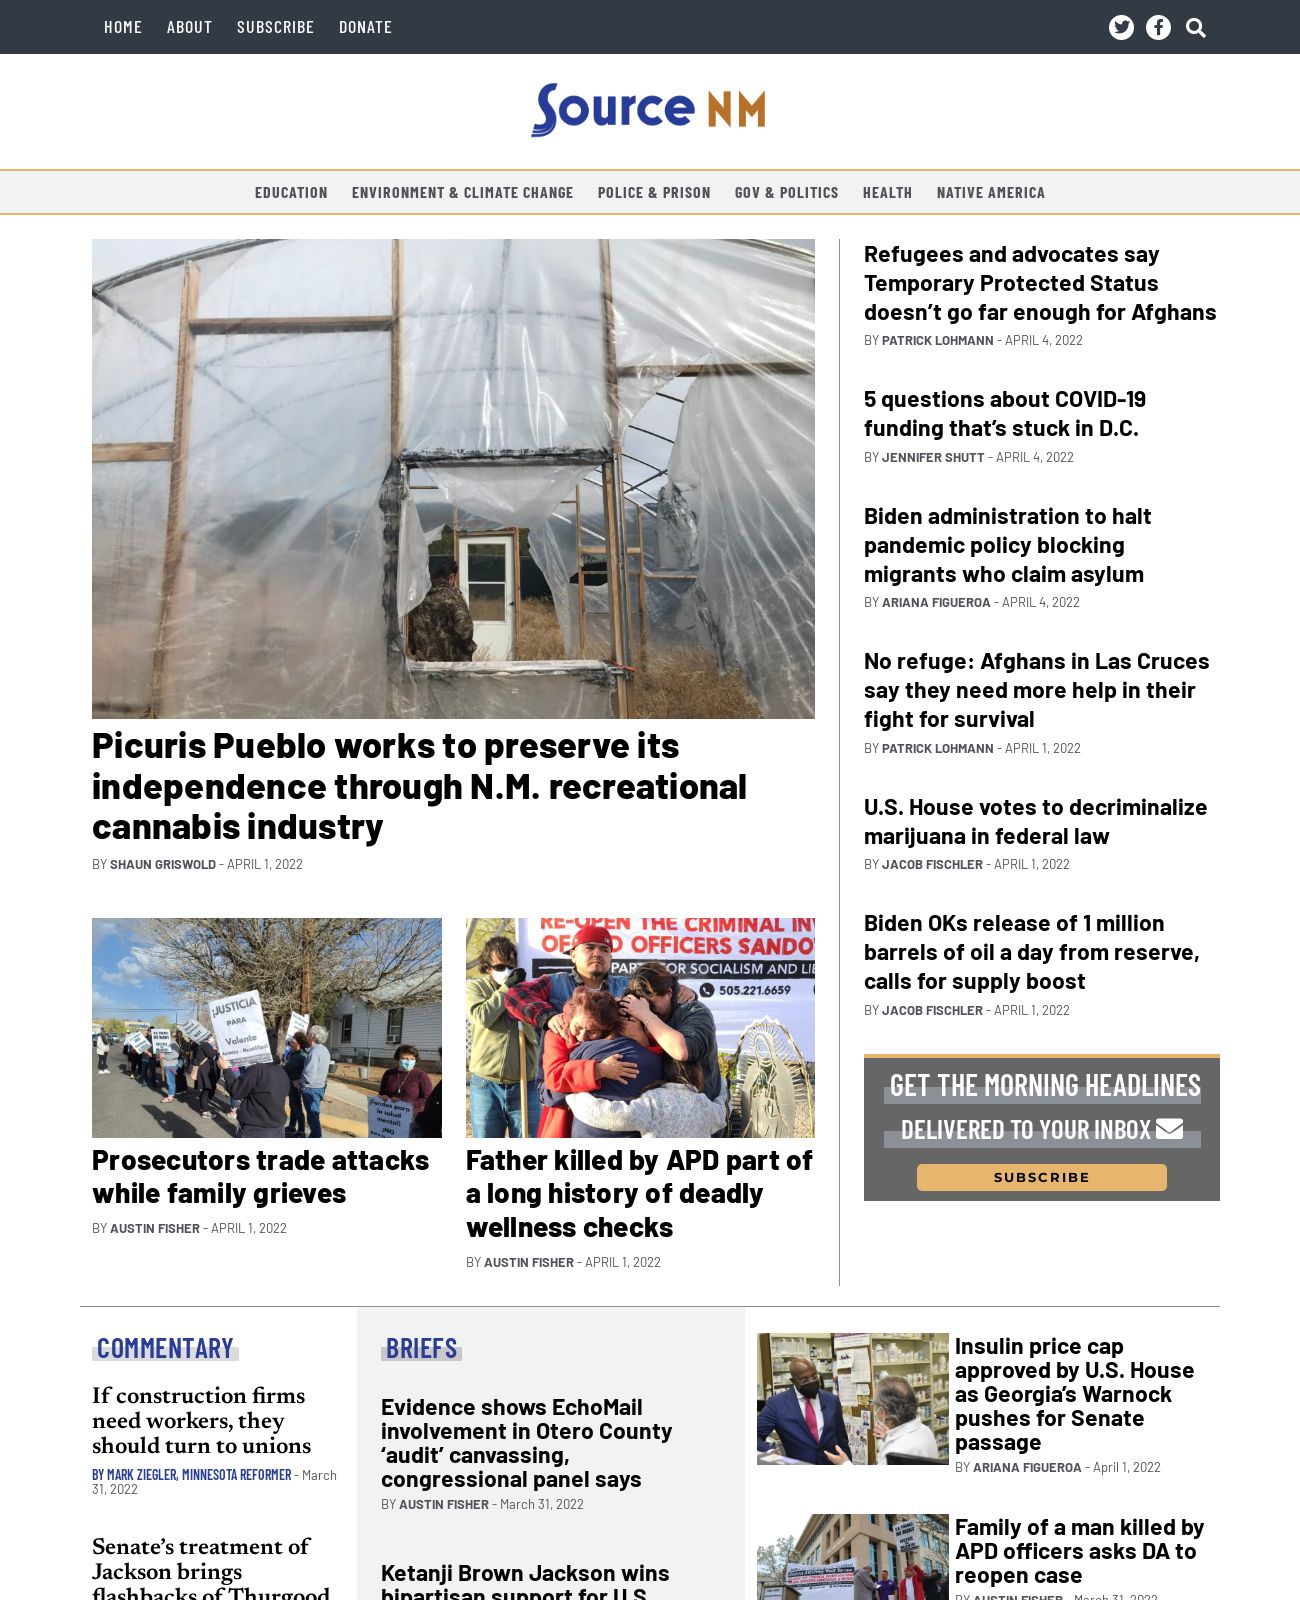 HOME ABOUT SUBSCRIBE DONATE
Source NM
EDUCATION ENVIRONMENT & CLIMATE CHANGE POLICE & PRISON GOV & POLITICS HEALTH NATIVE AMERICA
Picuris Pueblo works to preserve its
independence through N.M. recreational
cannabis industry
BY SHAUN GRISWOLD - APRIL 1, 2022
¡JUSTICIA
PARA
Valente
Fondos para
la salud
mental!
¡NO
Prosecutors trade attacks
while family grieves
BY AUSTIN FISHER - APRIL 1, 2022
RE-OPEN THE CRIMINAL IN
OFFICERS SANDO
FOR SOCIALISM AND LIB
505.221.6659
Father killed by APD part of
a long history of deadly
wellness checks
BY AUSTIN FISHER - APRIL 1, 2022
Refugees and advocates say
Temporary Protected Status
doesn’t go far enough for Afghans
BY PATRICK LOHMANN - APRIL 4, 2022
5 questions about COVID-19
funding that’s stuck in D.C.
BY JENNIFER SHUTT - APRIL 4, 2022
Biden administration to halt
pandemic policy blocking
migrants who claim asylum
BY ARIANA FIGUEROA - APRIL 4, 2022
No refuge: Afghans in Las Cruces
say they need more help in their
fight for survival
BY PATRICK LOHMANN - APRIL 1, 2022
U.S. House votes to decriminalize
marijuana in federal law
BY JACOB FISCHLER - APRIL 1, 2022
Biden OKs release of 1 million
barrels of oil a day from reserve,
calls for supply boost
BY JACOB FISCHLER - APRIL 1, 2022
GET THE MORNING HEADLINES
DELIVERED TO YOUR INBOX
SUBSCRIBE
COMMENTARY
If construction firms
need workers, they
should turn to unions
BY MARK ZIEGLER, MINNESOTA REFORMER - March
31, 2022
Senate’s treatment of
Jackson brings
flashbacks of Thurgood
BRIEFS
Evidence shows EchoMail
involvement in Otero County
‘audit’ canvassing,
congressional panel says
BY AUSTIN FISHER - March 31, 2022
Ketanji Brown Jackson wins
bipartisan support for U.S.
Insulin price cap
approved by U.S. House
as Georgia’s Warnock
pushes for Senate
passage
BY ARIANA FIGUEROA - April 1, 2022
Family of a man killed by
APD officers asks DA to
reopen case
BY AUSTIN FISHER - March 31, 2022